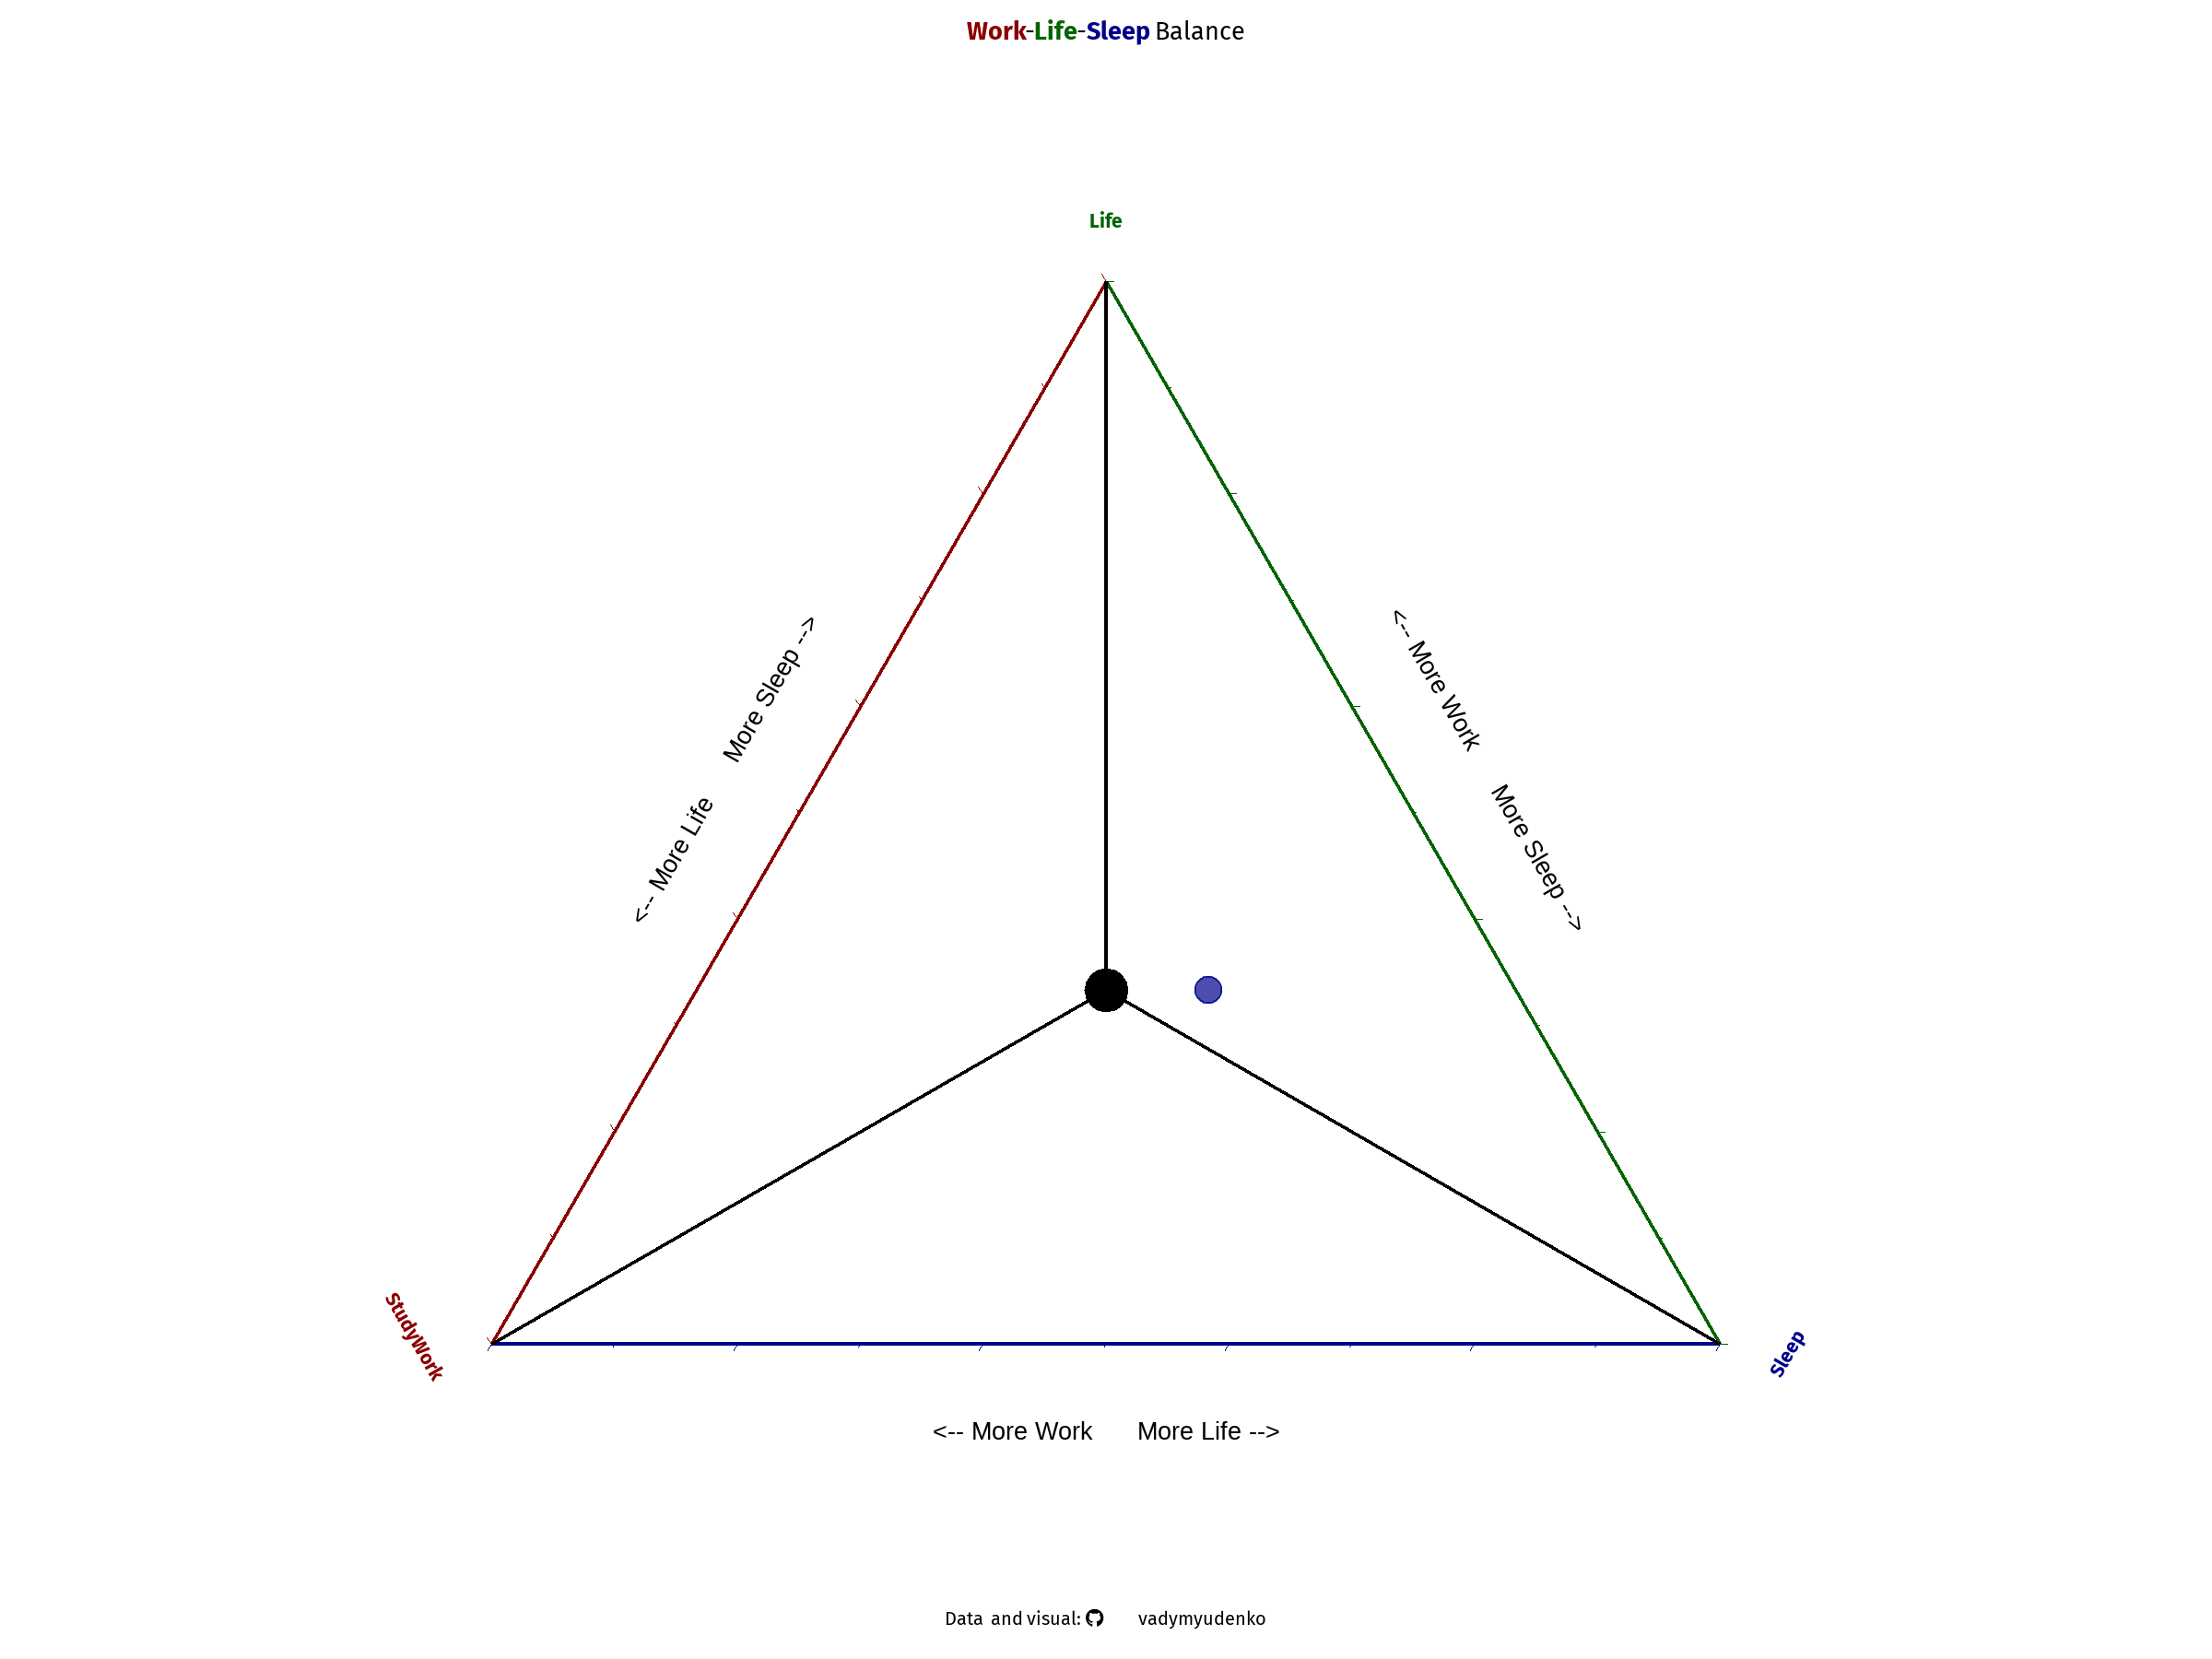 Work-Life-Sleep Balance
Life
<-- More Life More Sleep -->
<-- More Work More Sleep -->
StudyWork
Sleep
<-- More Work More Life -->
Data and visual: vadymyudenko